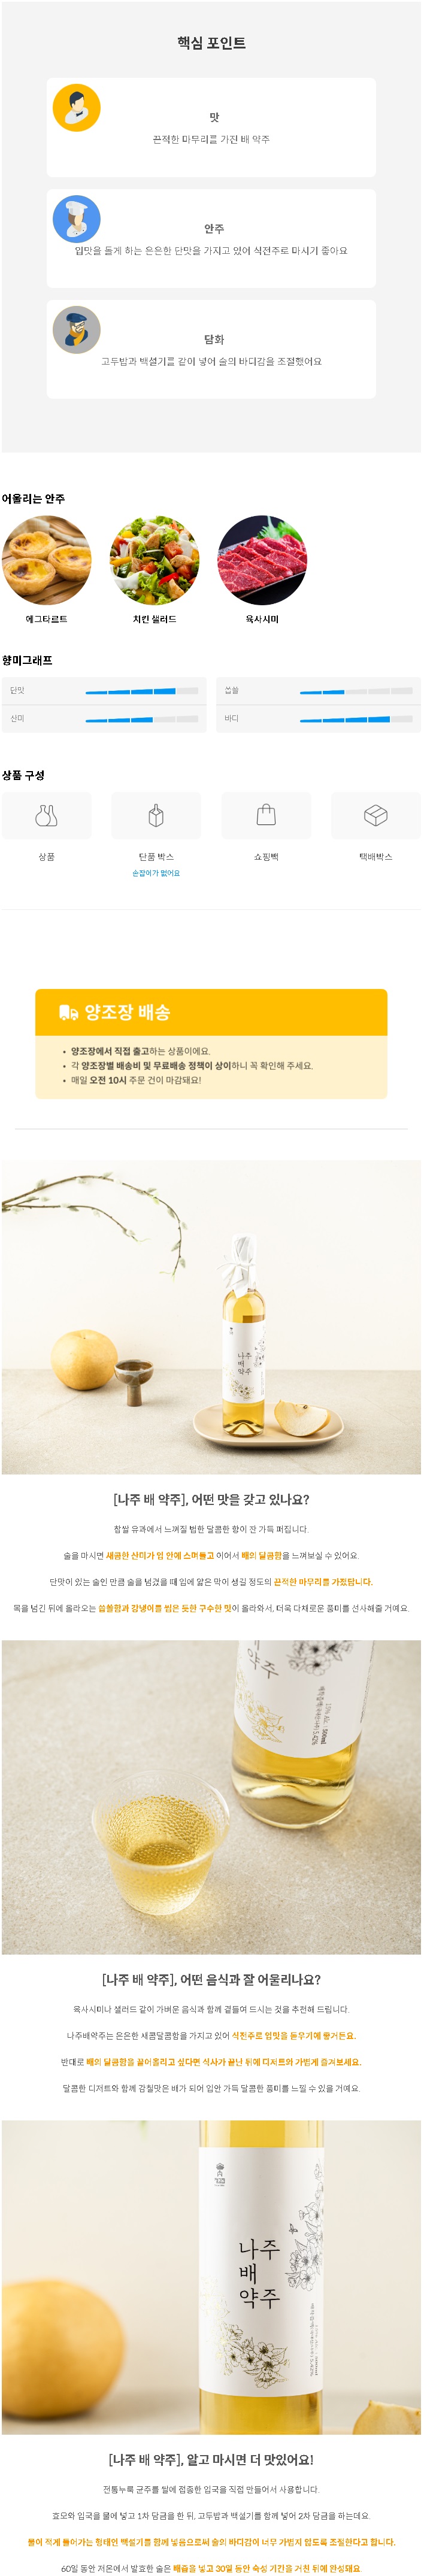 핵심 포인트
맛
끈적한 마무리를 가진 배 약주
안주
입맛을 돌게 하는 은은한 단맛을 가지고 있어 식전주로 마시기 좋아요
담화
고두밥과 백설기를 같이 넣어 술의 바디감을 조절했어요
어울리는 안주
에그타르트
치킨 샐러드
육사시미
향미그래프
단맛
씁쓸
산미
바디
상품 구성
상품
단품 박스
쇼핑백
택배박스
손잡이가 없어요
양조장 배송
• 양조장에서 직접 출고하는 상품이에요.
• 각 양조장별 배송비 및 무료배송 정책이 상이하니 꼭 확인해 주세요.
• 매일 오전 10시 주문 건이 마감돼요!
나주
배
약주
[나주 배 약주], 어떤 맛을 갖고 있나요?
찹쌀 유과에서 느껴질 법한 달콤한 향이 잔 가득 퍼집니다.
술을 마시면 새콤한 산미가 입 안에 스며들고 이어서 배의 달콤함을 느껴보실 수 있어요.
단맛이 있는 술인 만큼 술을 넘겼을 때 입에 얇은 막이 생길 정도의 끈적한 마무리를 가졌답니다.
목을 넘긴 뒤에 올라오는 씁쓸함과 강냉이를 씹은 듯한 구수한 맛이 올라와서, 더욱 다채로운 풍미를 선사해줄 거예요.
약주
500ml
[나주 배 약주], 어떤 음식과 잘 어울리나요?
육사시미나 샐러드 같이 가벼운 음식과 함께 곁들여 드시는 것을 추천해 드립니다.
나주배약주는 은은한 새콤달콤함을 가지고 있어 식전주로 입맛을 돋우기에 좋거든요.
반대로 배의 달콤함을 끌어올리고 싶다면 식사가 끝난 뒤에 디저트와 가볍게 즐겨보세요.
달콤한 디저트와 함께 감칠맛은 배가 되어 입안 가득 달콤한 풍미를 느낄 수 있을 거예요.
나주
배
약주
[나주 배 약주], 알고 마시면 더 맛있어요!
전통누룩 균주를 쌀에 접종한 입국을 직접 만들어서 사용합니다.
효모와 입국을 물에 넣고 1차 담금을 한 뒤, 고두밥과 백설기를 함께 넣어 2차 담금을 하는데요.
물이 적게 들어가는 형태인 백설기를 함께 넣음으로써 술의 바디감이 너무 가볍지 않도록 조절한다고 합니다.
60일 동안 저온에서 발효한 술은 배즙을 넣고 30일 동안 숙성 기간을 거친 뒤에 완성돼요